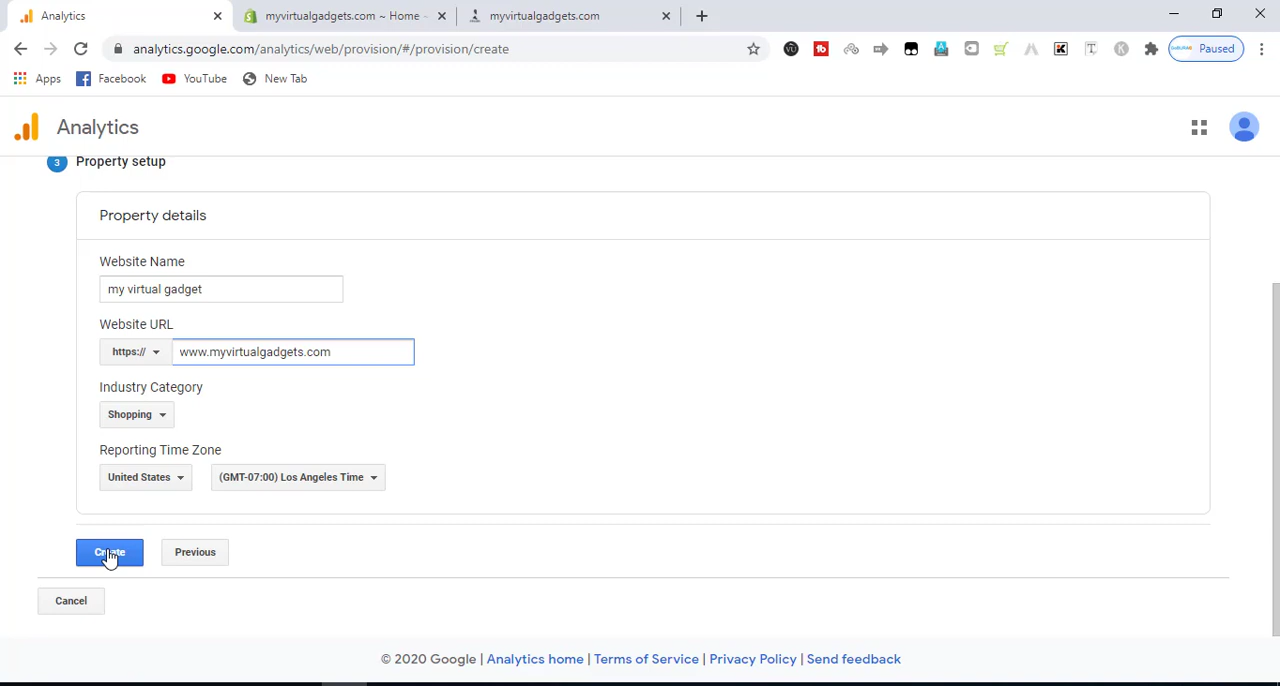 Analytics
myvirtualgadgets.com ~ Home -
myvirtualgadgets.com
analytics.google.com/analytics/web/provision/#/provision/create
Paused
Apps
Facebook
YouTube
New Tab
Analytics
3 Property setup
Property details
Website Name
my virtual gadget
Website URL
https:// www.myvirtualgadgets.com
Industry Category
Shopping
Reporting Time Zone
United States (GMT-07:00) Los Angeles Time
Create Previous
Cancel
© 2020 Google | Analytics home | Terms of Service | Privacy Policy | Send feedback